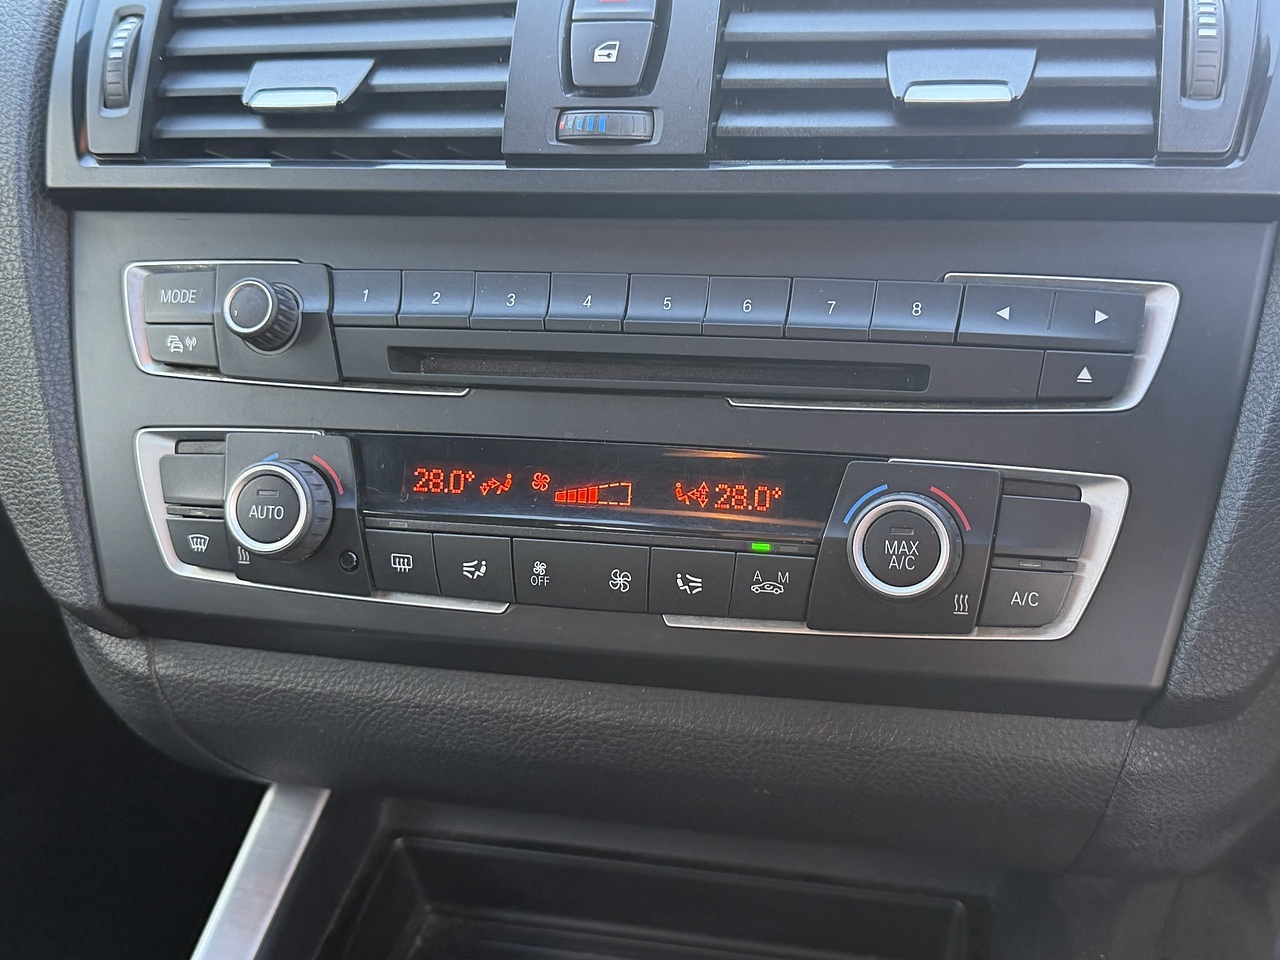 MODE 1 2 3 4 5 6 7 8
28.0° 28.0°
AUTO
OFF
A M
MAX
A/C
A/C